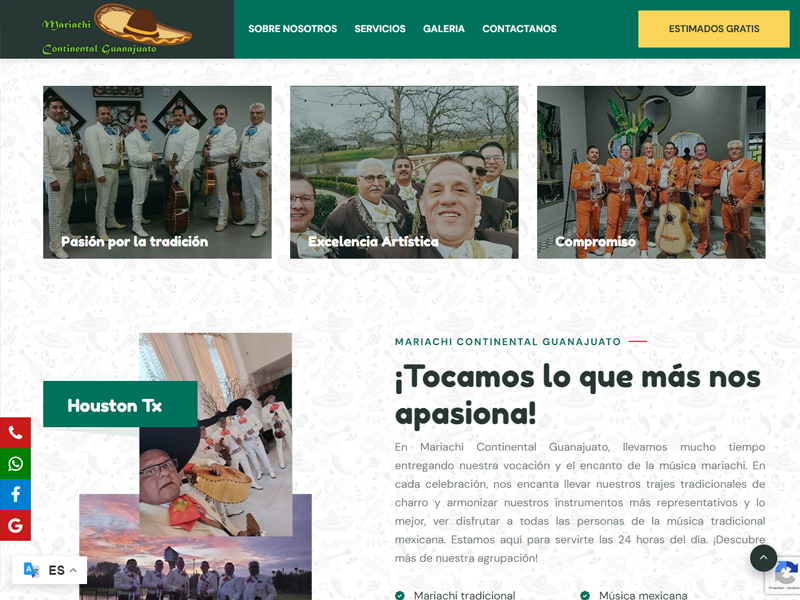 Mariachi
Continental Guanajuato
SOBRE NOSOTROS SERVICIOS GALERIA CONTACTANOS
ESTIMADOS GRATIS
Pasión por la tradición
Excelencia Artística
Compromiso
Houston Tx
MARIACHI CONTINENTAL GUANAJUATO
¡Tocamos lo que más nos
apasiona!
En Mariachi Continental Guanajuato, llevamos mucho tiempo
entregando nuestra vocación y el encanto de la música mariachi. En
cada celebración, nos encanta llevar nuestros trajes tradicionales de
charro y armonizar nuestros instrumentos más representativos y lo
mejor, ver disfrutar a todas las personas de la música tradicional
mexicana. Estamos aquí para servirte las 24 horas del día. ¡Descubre
más de nuestra agrupación!
Mariachi tradicional
Música mexicana
ES